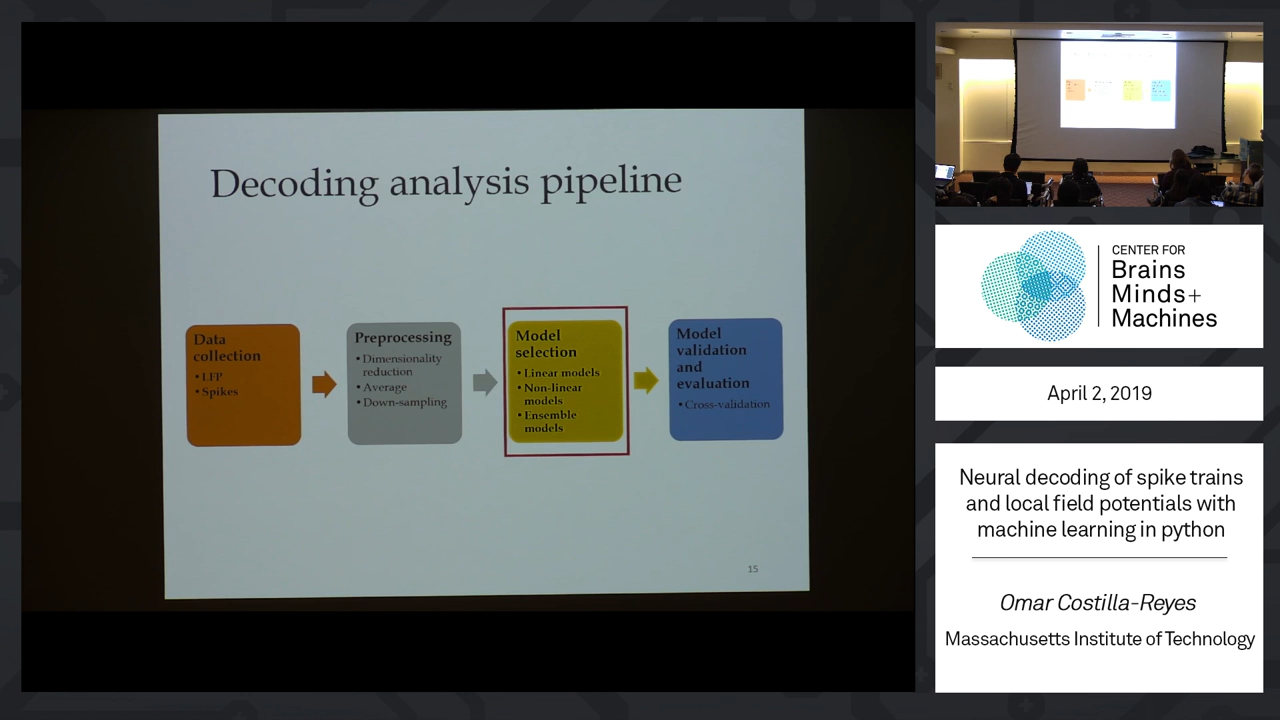 Decoding analysis pipeline
Data
collection
• LFP
• Spikes
Preprocessing
• Dimensionality
reduction
• Average
• Down-sampling
Model
selection
• Linear models
• Non-linear
models
• Ensemble
models
Model
validation
and
evaluation
• Cross-validation
15
CENTER FOR
Brains
Minds+
Machines
April 2, 2019
Neural decoding of spike trains
and local field potentials with
machine learning in python
Omar Costilla-Reyes
Massachusetts Institute of Technology